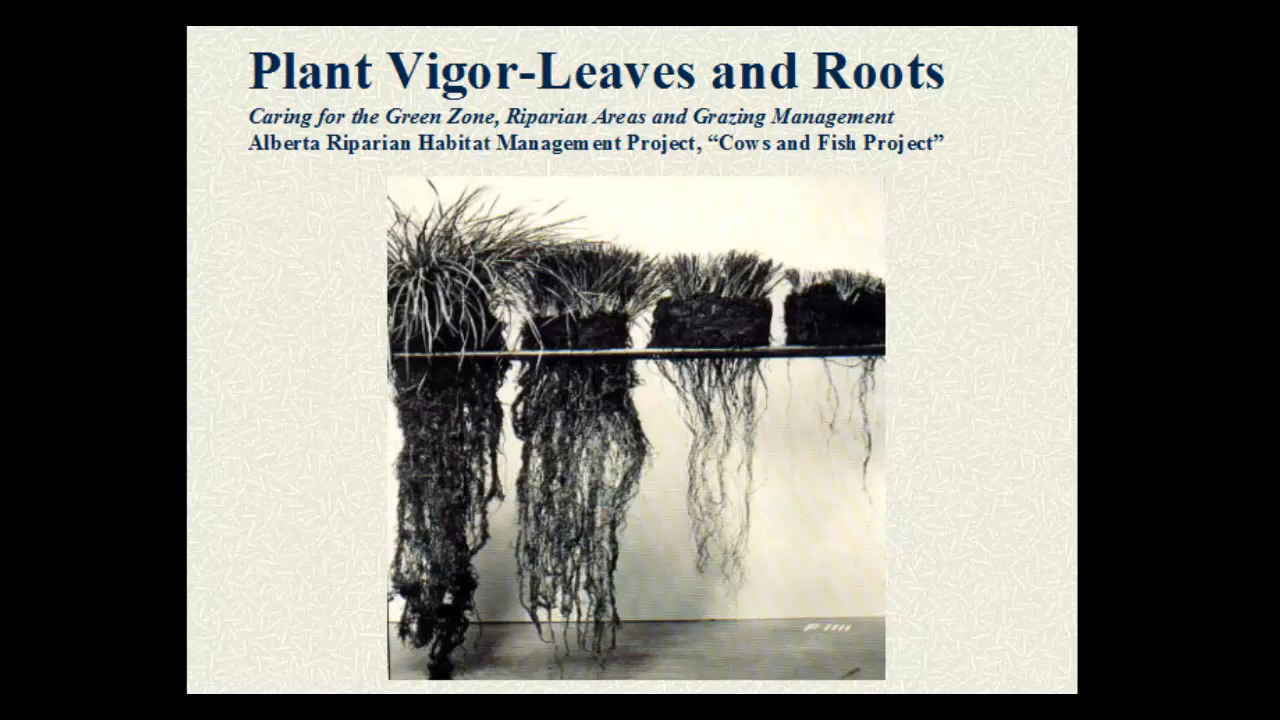 Plant Vigor-Leaves and Roots
Caring for the Green Zone, Riparian Areas and Grazing Management
Alberta Riparian Habitat Management Project, “Cows and Fish Project”